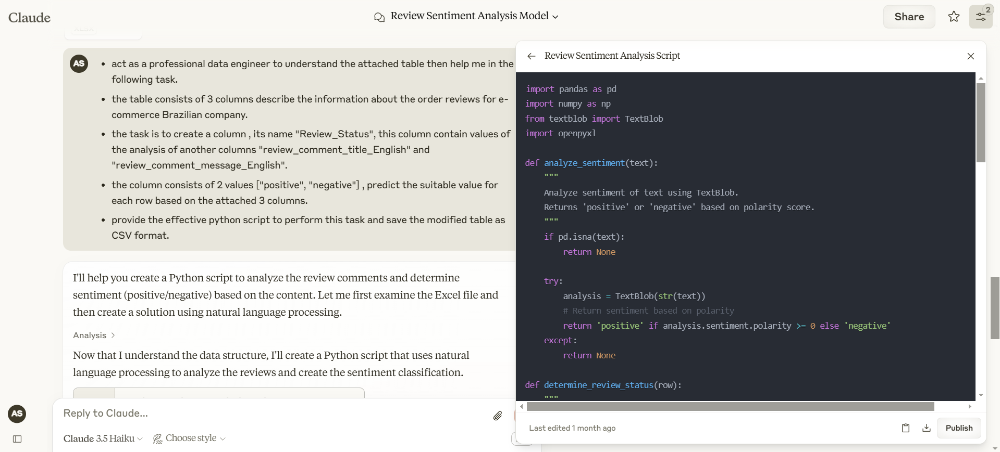 Claude
Review Sentiment Analysis Model
Share
2
XLSX
AS
• act as a professional data engineer to understand the attached table then help me in the
following task.
• the table consists of 3 columns describe the information about the order reviews for e-
commerce Brazilian company.
• the task is to create a column , its name "Review_Status", this column contain values of
the analysis of another columns "review_comment_title_English" and
"review_comment_message_English".
• the column consists of 2 values ["positive", "negative"] , predict the suitable value for
each row based on the attached 3 columns.
• provide the effective python script to perform this task and save the modified table as
CSV format.
I'll help you create a Python script to analyze the review comments and determine
sentiment (positive/negative) based on the content. Let me first examine the Excel file and
then create a solution using natural language processing.
Analysis
Now that I understand the data structure, I'll create a Python script that uses natural
language processing to analyze the reviews and create the sentiment classification.
AS
Reply to Claude...
Claude 3.5 Haiku
Choose style
Review Sentiment Analysis Script
import pandas as pd
import numpy as np
from textblob import TextBlob
import openpyxl
def analyze_sentiment(text):
    """
    Analyze sentiment of text using TextBlob.
    Returns 'positive' or 'negative' based on polarity score.
    """
    if pd.isna(text):
        return None
    try:
        analysis = TextBlob(str(text))
        # Return sentiment based on polarity
        return 'positive' if analysis.sentiment.polarity >= 0 else 'negative'
    except:
        return None
def determine_review_status(row):
    """
Last edited 1 month ago
Publish